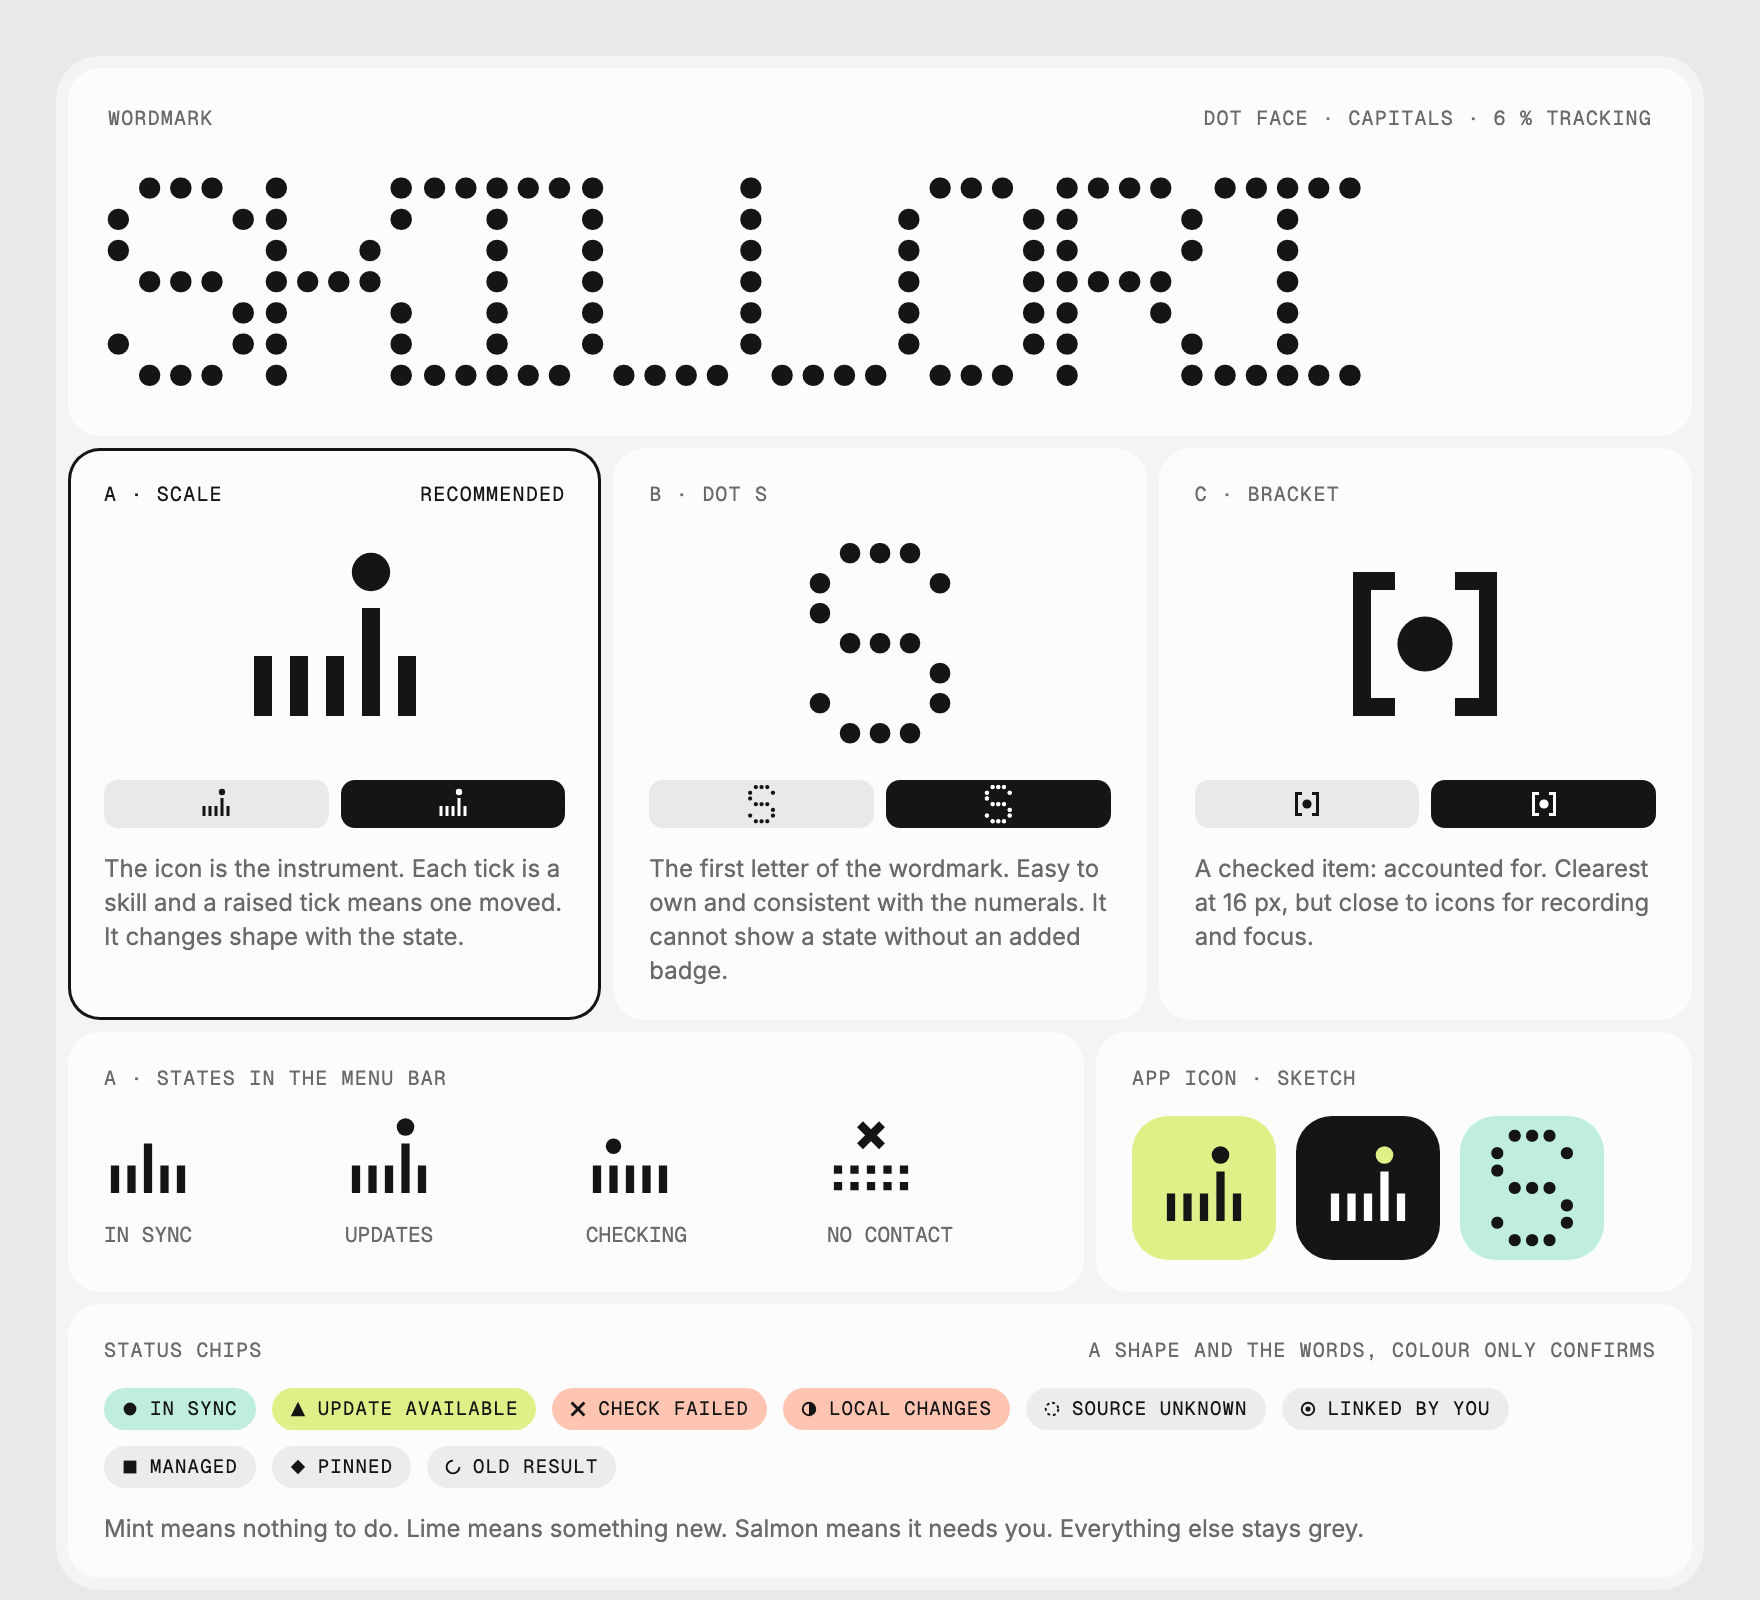 WORDMARK
DOT FACE · CAPITALS · 6 % TRACKING
SKILLORI
A · SCALE
RECOMMENDED
The icon is the instrument. Each tick is a
skill and a raised tick means one moved.
It changes shape with the state.
B · DOT S
S
S
S
The first letter of the wordmark. Easy to
own and consistent with the numerals. It
cannot show a state without an added
badge.
C · BRACKET
A checked item: accounted for. Clearest
at 16 px, but close to icons for recording
and focus.
A · STATES IN THE MENU BAR
IN SYNC
UPDATES
CHECKING
NO CONTACT
APP ICON · SKETCH
S
STATUS CHIPS
A SHAPE AND THE WORDS, COLOUR ONLY CONFIRMS
IN SYNC
UPDATE AVAILABLE
CHECK FAILED
LOCAL CHANGES
SOURCE UNKNOWN
LINKED BY YOU
MANAGED
PINNED
OLD RESULT
Mint means nothing to do. Lime means something new. Salmon means it needs you. Everything else stays grey.